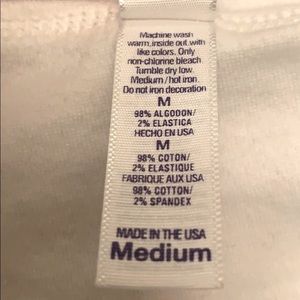 Machine wash
warm, inside out, with
like colors. Only
non-chlorine bleach
Tumble dry low.
Medium / hot iron.
Do not iron decoration
M
98% ALGODON/
2% ELASTICA
HECHO EN USA
M
98% COTON/
2% ELASTIQUE
FABRIQUE AUX USA
98% COTTON/
2% SPANDEX
MADE IN THE USA
Medium